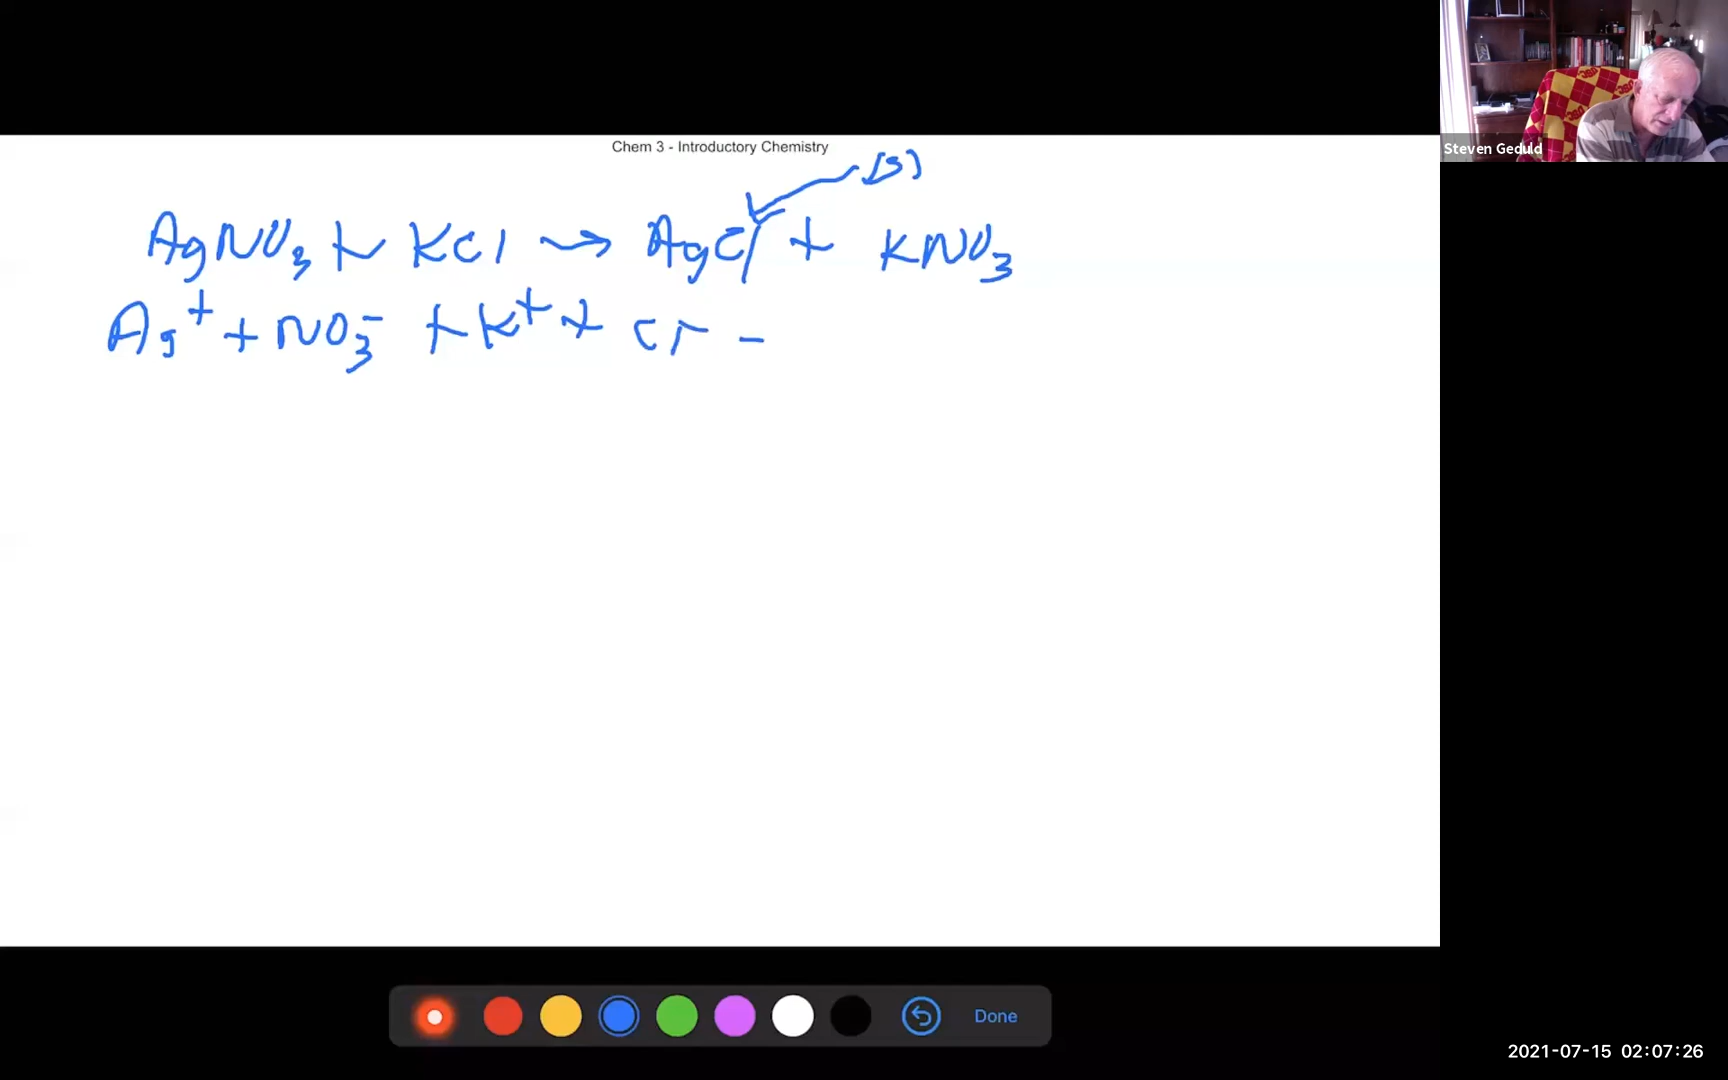 Chem 3 - Introductory Chemistry
(s)
AgNO₃ + KCl → AgCl + KNO₃
Ag⁺ + NO₃⁻ + K⁺ + Cl⁻ -
Steven Geduld
Done
2021-07-15 02:07:26